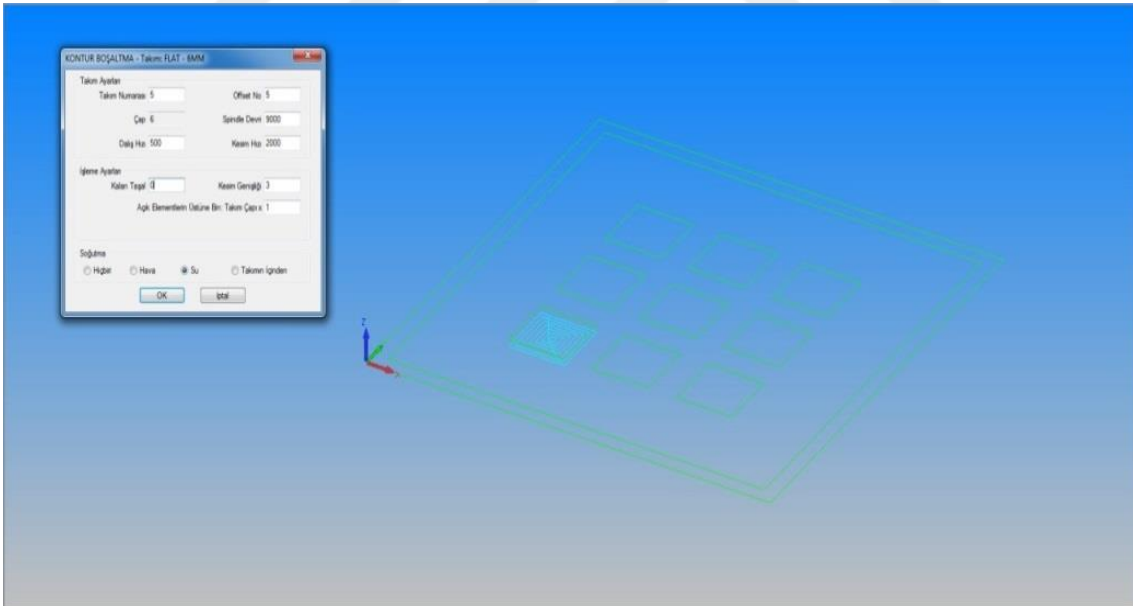 KONTUR BOŞALTMA - Takım: FLAT - 6MM
Takım Ayarları
Takım Numarası 5 Offset No 5
Çap 6 Spindle Devri 9000
Dalış Hızı 500 Kesim Hızı 2000
İşleme Ayarları
Kalan Taşal 0 Kesim Genişliği 3
Açık Elementlerin Üstüne Bin: Takım Çapı x 1
Soğutma
Hiçbiri Hava Su Takımın İçinden
OK İptal
Z
X